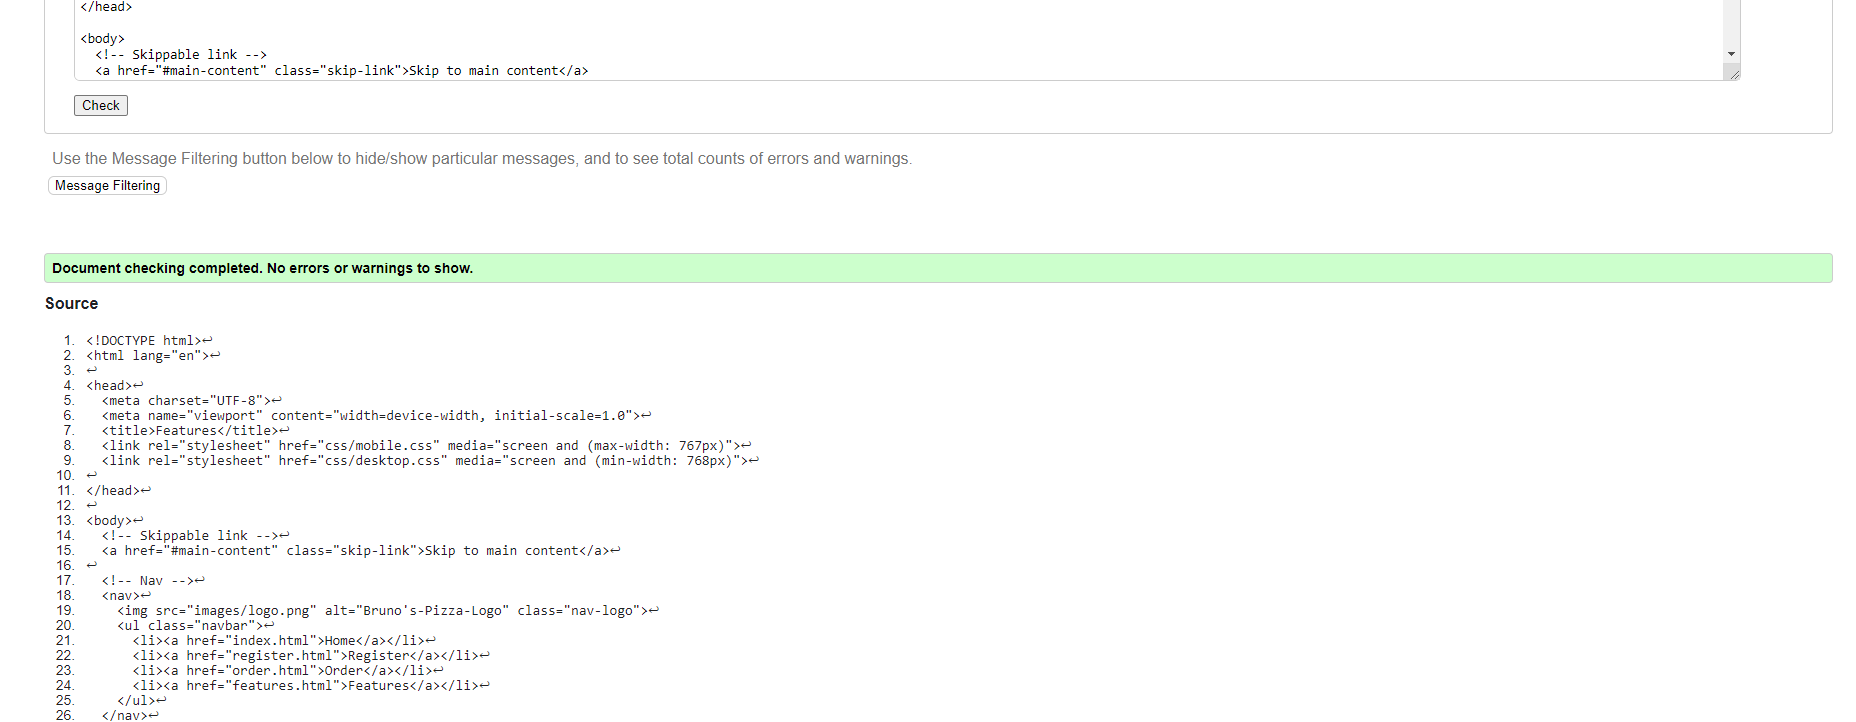 </head>
<body>
<!-- Skippable link -->
<a href="#main-content" class="skip-link">Skip to main content</a>
Check
Use the Message Filtering button below to hide/show particular messages, and to see total counts of errors and warnings.
Message Filtering
Document checking completed. No errors or warnings to show.
Source
1. <!DOCTYPE html>↩
2. <html lang="en">↩
3. ↩
4. <head>↩
5. <meta charset="UTF-8">↩
6. <meta name="viewport" content="width=device-width, initial-scale=1.0">↩
7. <title>Features</title>↩
8. <link rel="stylesheet" href="css/mobile.css" media="screen and (max-width: 767px)">↩
9. <link rel="stylesheet" href="css/desktop.css" media="screen and (min-width: 768px)">↩
10. ↩
11. </head>↩
12. ↩
13. <body>↩
14. <!-- Skippable link -->↩
15. <a href="#main-content" class="skip-link">Skip to main content</a>↩
16. ↩
17. <!-- Nav -->↩
18. <nav>↩
19. <img src="images/logo.png" alt="Bruno's-Pizza-Logo" class="nav-logo">↩
20. <ul class="navbar">↩
21. <li><a href="index.html">Home</a></li>↩
22. <li><a href="register.html">Register</a></li>↩
23. <li><a href="order.html">Order</a></li>↩
24. <li><a href="features.html">Features</a></li>↩
25. </ul>↩
26. </nav>↩